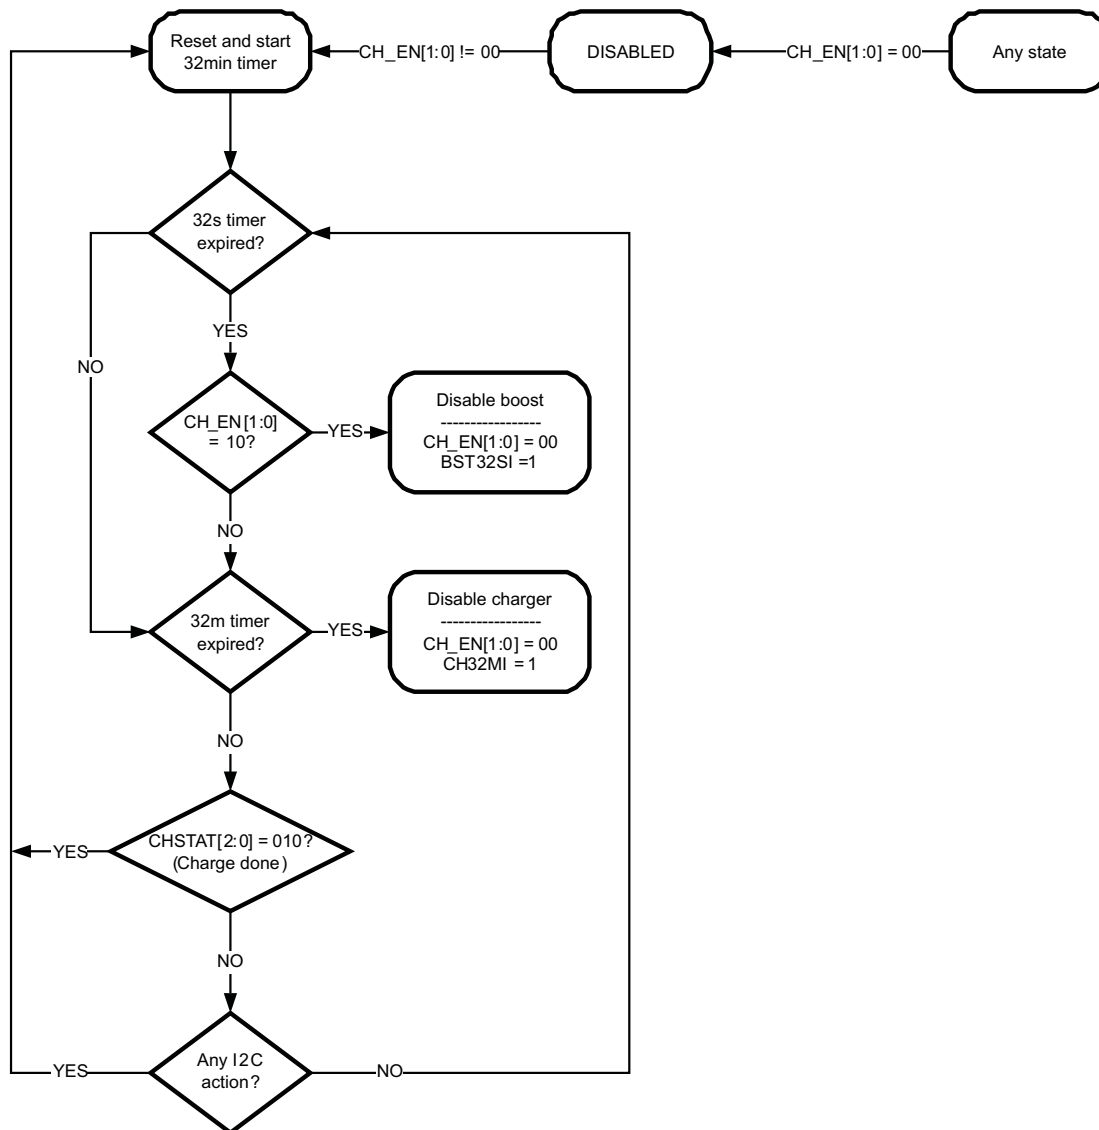 Reset and start
32min timer
CH_EN[1:0] != 00
DISABLED
CH_EN[1:0] = 00
Any state
32s timer
expired?
YES
NO
CH_EN[1:0]
= 10?
YES
Disable boost
-----------------
CH_EN[1:0] = 00
BST32SI =1
NO
32m timer
expired?
YES
Disable charger
-----------------
CH_EN[1:0] = 00
CH32MI = 1
NO
CHSTAT[2:0] = 010?
(Charge done)
YES
NO
Any I2C
action?
YES
NO